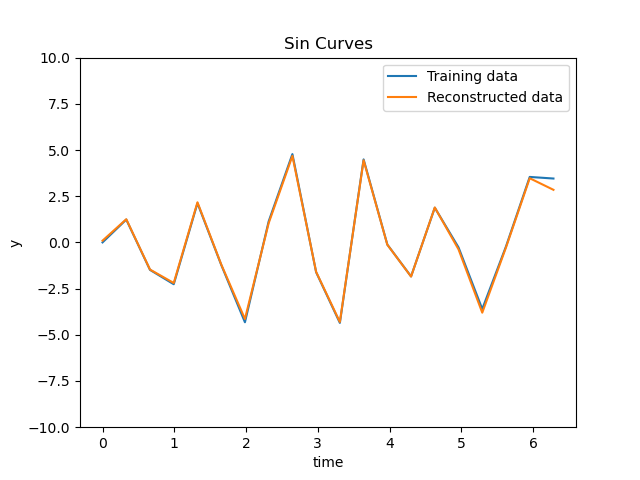 Sin Curves
Training data
Reconstructed data
10.0
7.5
5.0
2.5
0.0
−2.5
−5.0
−7.5
−10.0
y
0 1 2 3 4 5 6
time